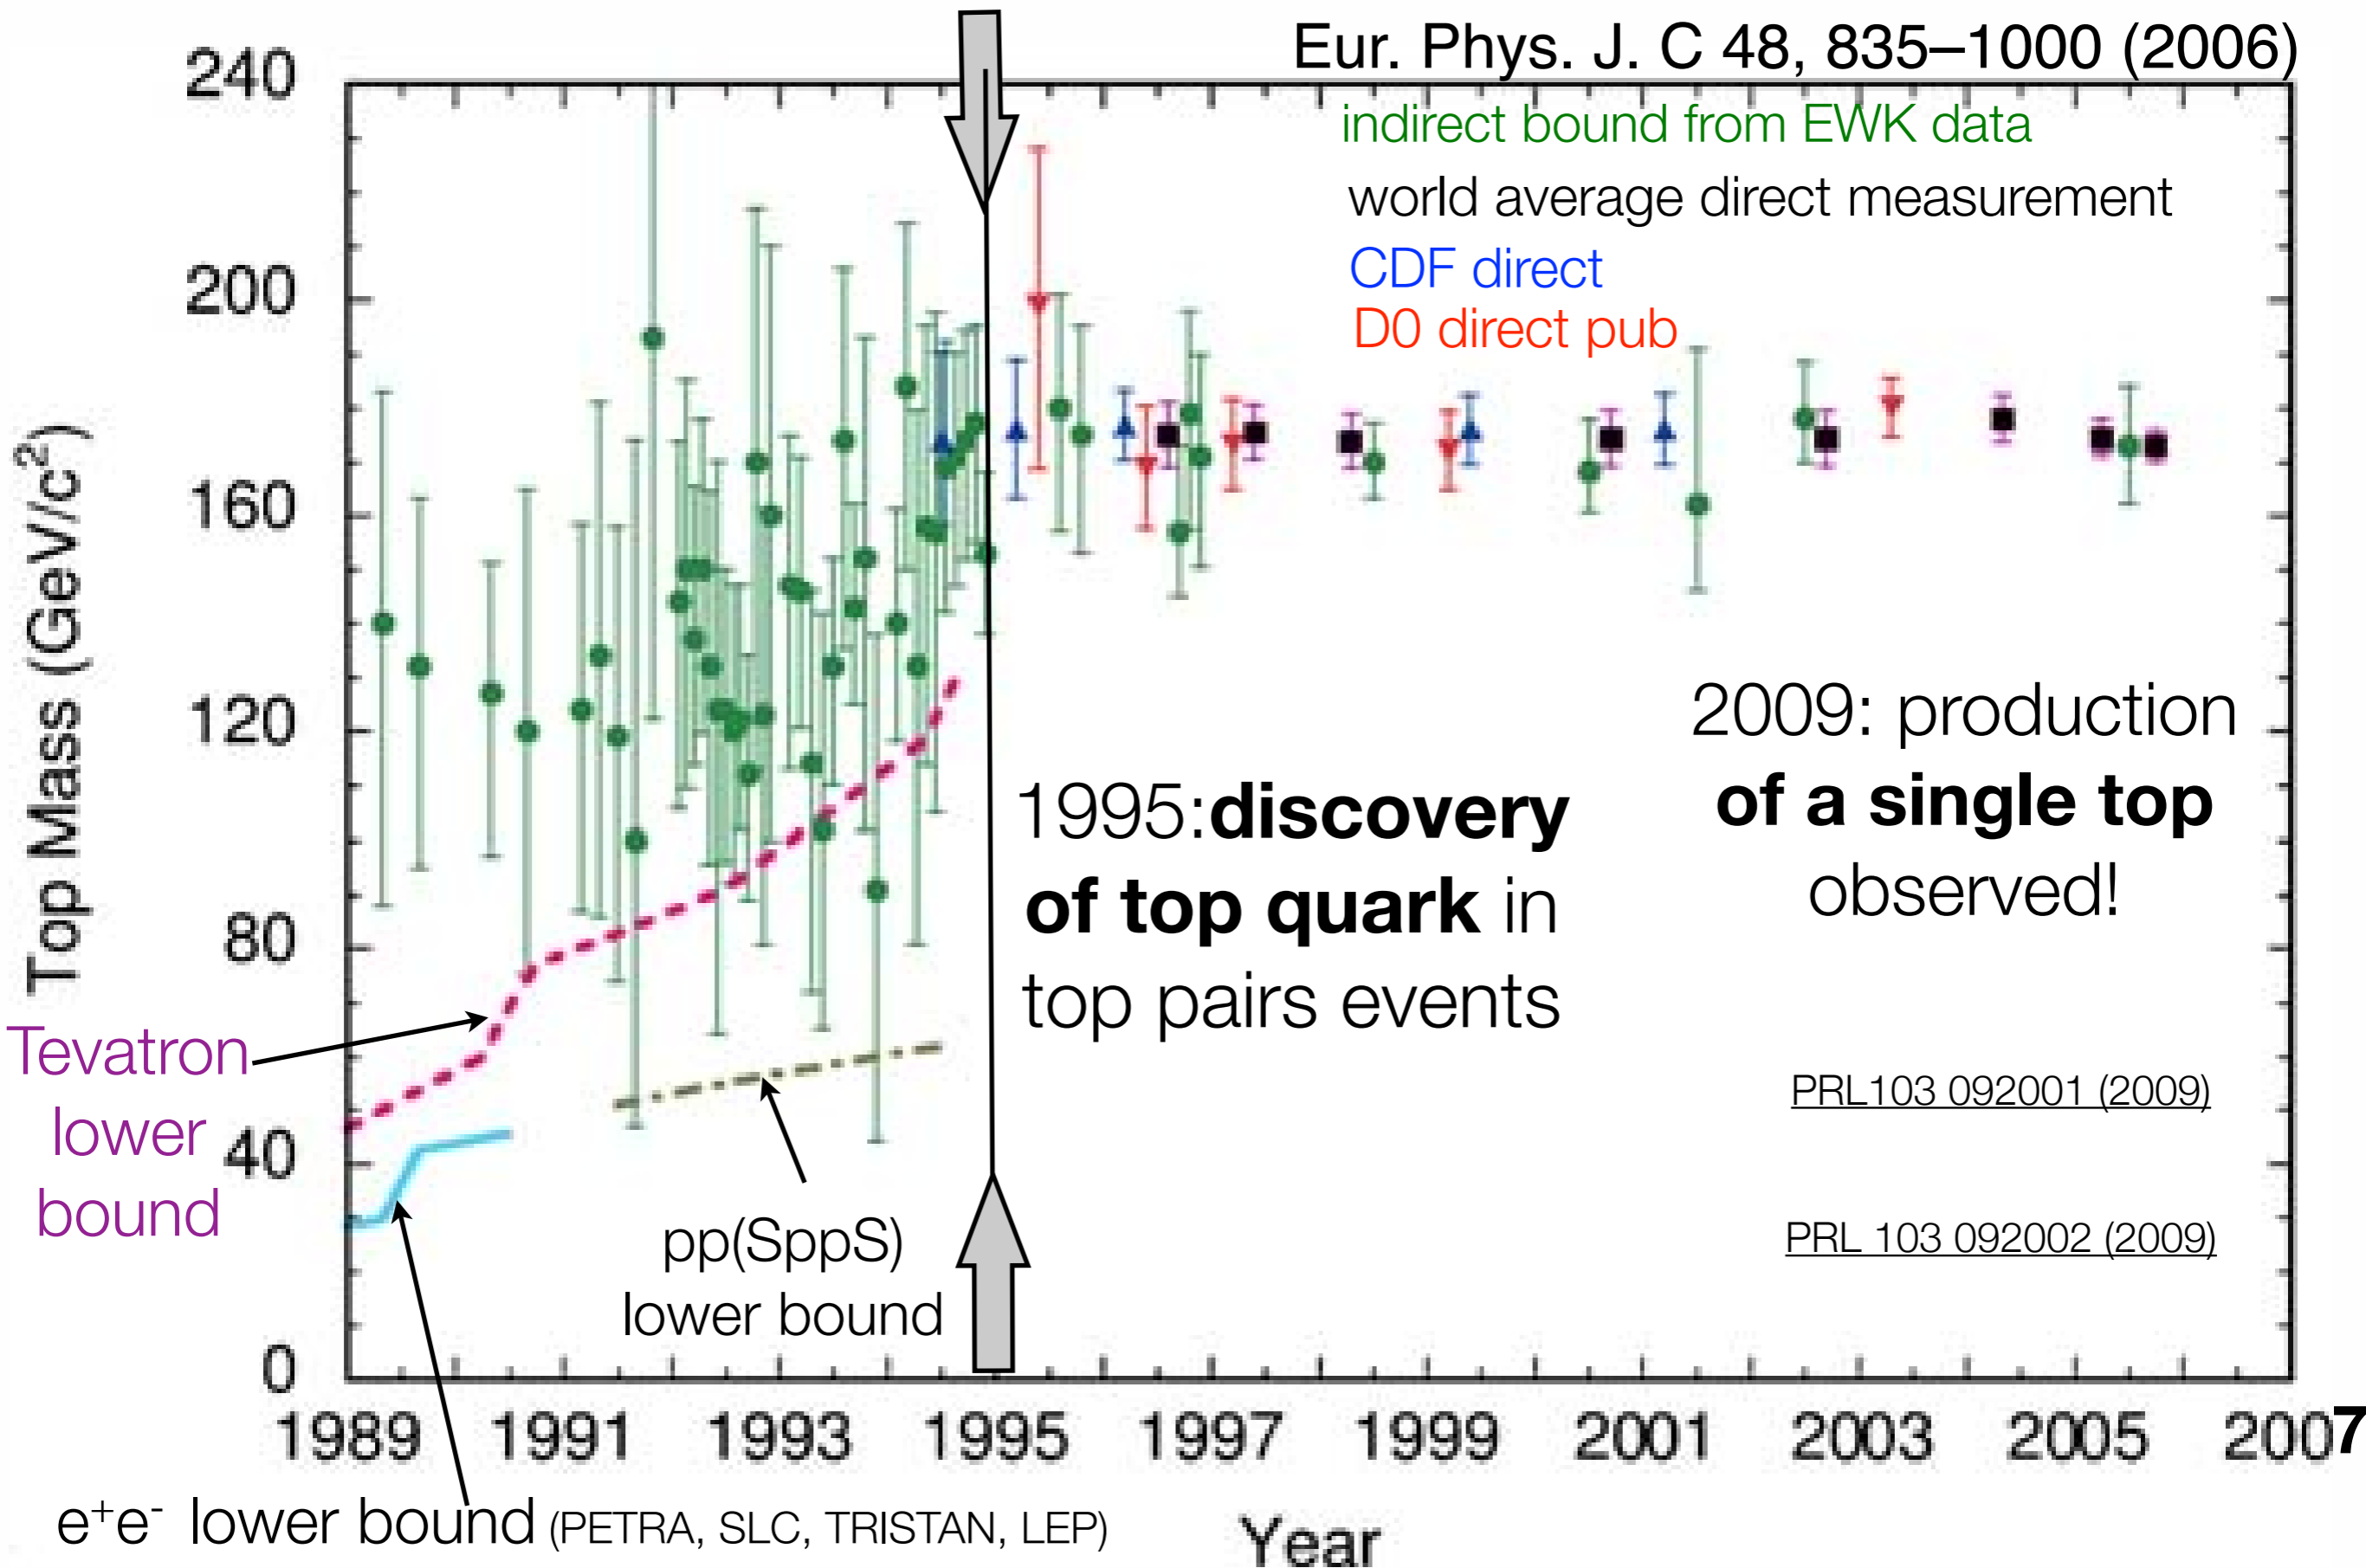 Eur. Phys. J. C 48, 835–1000 (2006)
indirect bound from EWK data
world average direct measurement
CDF direct
D0 direct pub
240
200
160
120
80
40
0
Top Mass (GeV/c²)
2009: production
of a single top
observed!
1995:discovery
of top quark in
top pairs events
Tevatron
lower
bound
PRL103 092001 (2009)
PRL 103 092002 (2009)
pp(SppS)
lower bound
1989 1991 1993 1995 1997 1999 2001 2003 2005 2007
e⁺e⁻ lower bound (PETRA, SLC, TRISTAN, LEP)
Year